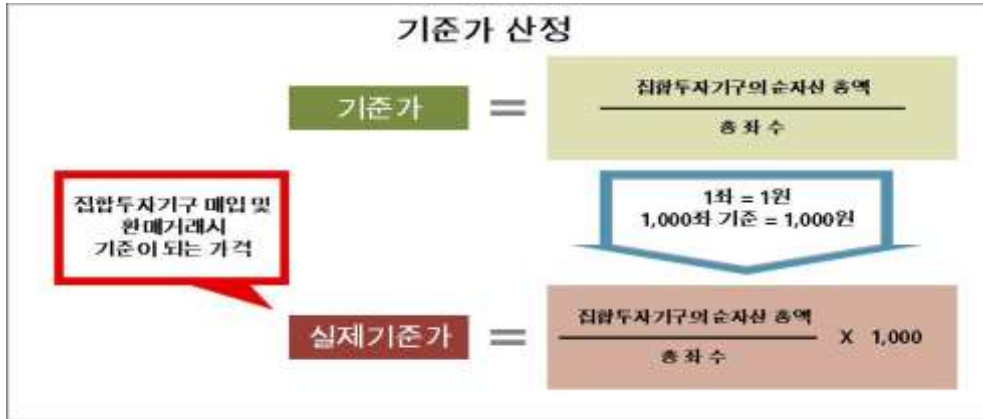 기준가 산정
기준가 =
집합투자기구의 순자산 총액
총 좌 수
집합투자기구 매입 및
환매거래시
기준이 되는 가격
1좌 = 1원
1,000좌 기준 = 1,000원
실제기준가 =
집합투자기구의 순자산 총액
총 좌 수
X 1,000